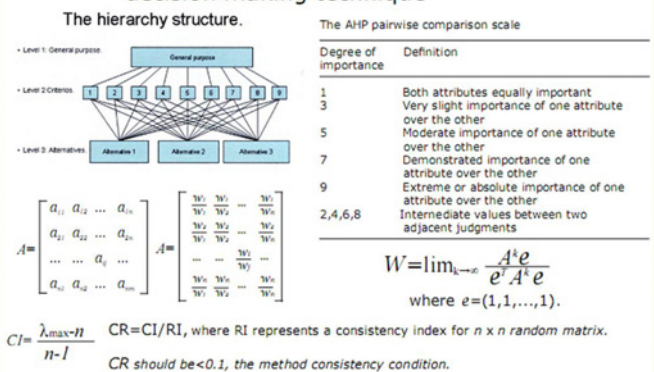 decision making technique
The hierarchy structure.
• Level 1: General purpose.
General purpose
• Level 2:Criterios.
1 2 3 4 5 6 7 8 9
• Level 3: Alternatives.
Alternative 1 Alternative 2 Alternative 3
The AHP pairwise comparison scale
Degree of importance Definition
1 Both attributes equally important
3 Very slight importance of one attribute
over the other
5 Moderate importance of one attribute
over the other
7 Demonstrated importance of one
attribute over the other
9 Extreme or absolute importance of one
attribute over the other
2,4,6,8 Internediate values between two
adjacent judgments
A= a₁₁ a₁₂ ... a₁ₙ
a₂₁ a₂₂ ... a₂ₙ
... ... aᵢⱼ ...
aₙ₁ aₙ₂ ... aₙₙ
A= w₁/w₁ w₁/w₂ ... w₁/wₙ
w₂/w₁ w₂/w₂ ... w₂/wₙ
... ... wᵢ/wⱼ ...
wₙ/w₁ wₙ/w₂ ... wₙ/wₙ
W=lim k→∞ Aᵏe / eᵀAᵏe
where e=(1,1,...,1).
CI= λmax-n / n-1
CR=CI/RI, where RI represents a consistency index for n x n random matrix.
CR should be<0.1, the method consistency condition.